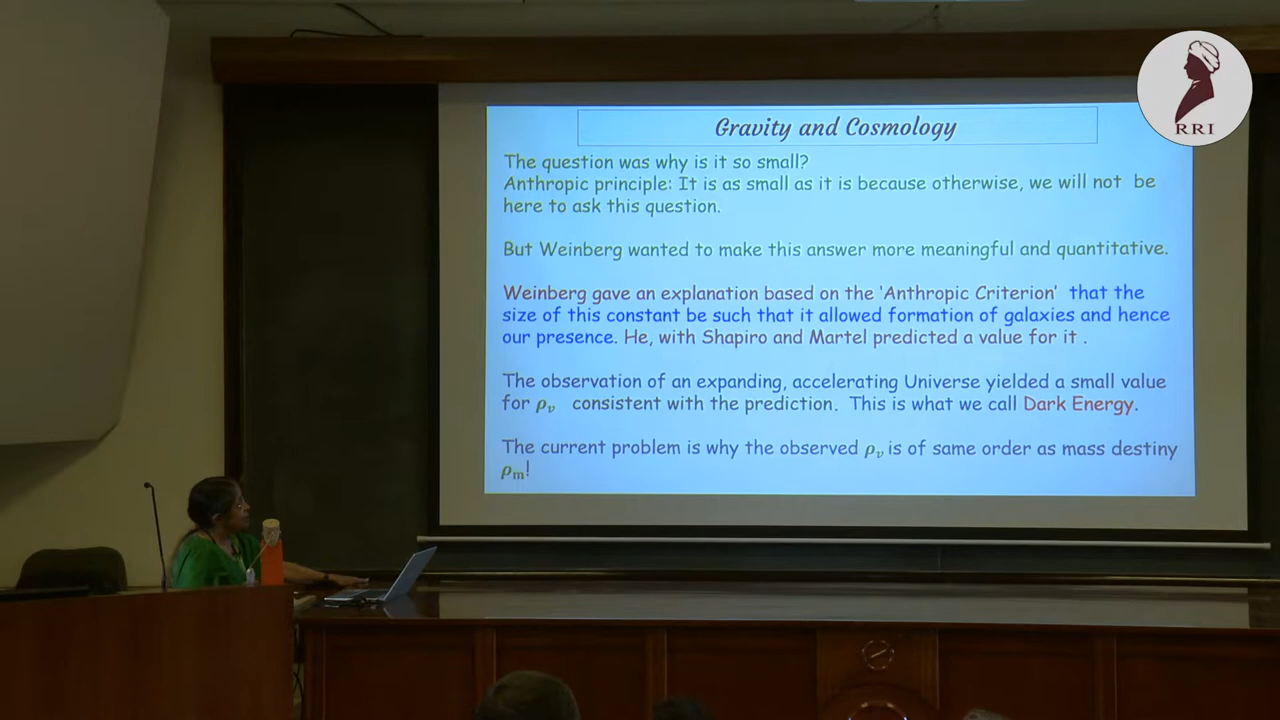 RRI
Gravity and Cosmology
The question was why is it so small?
Anthropic principle: It is as small as it is because otherwise, we will not be
here to ask this question.
But Weinberg wanted to make this answer more meaningful and quantitative.
Weinberg gave an explanation based on the 'Anthropic Criterion' that the
size of this constant be such that it allowed formation of galaxies and hence
our presence. He, with Shapiro and Martel predicted a value for it .
The observation of an expanding, accelerating Universe yielded a small value
for ρᵥ consistent with the prediction. This is what we call Dark Energy.
The current problem is why the observed ρᵥ is of same order as mass destiny
ρₘ!